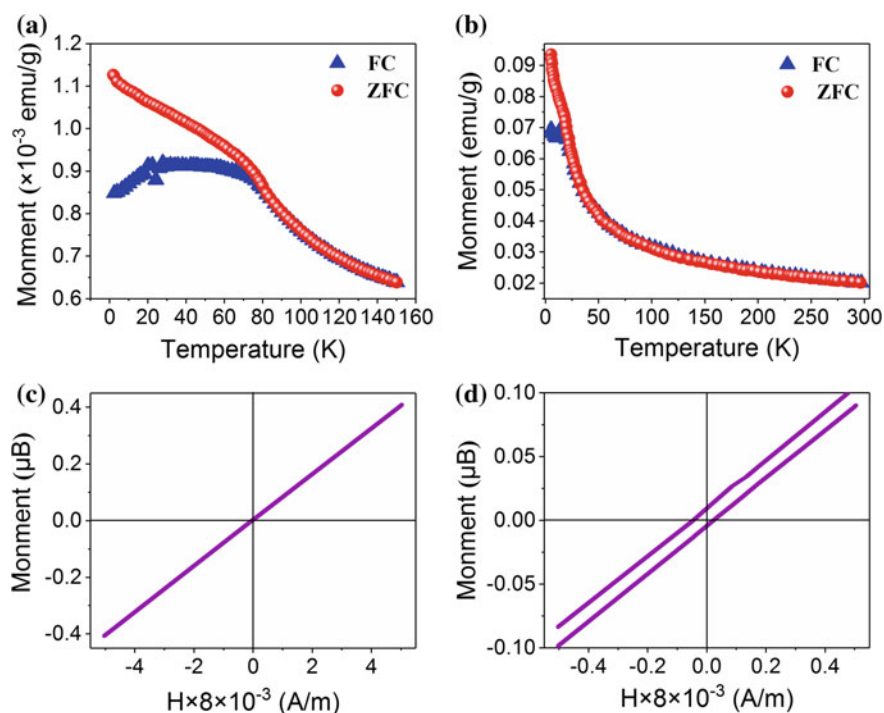 (a)
1.2
1.1
1.0
0.9
0.8
0.7
0.6
Monment (×10⁻³ emu/g)
FC
ZFC
0 20 40 60 80 100 120 140 160
Temperature (K)
(b)
0.09
0.08
0.07
0.06
0.05
0.04
0.03
0.02
Monment (emu/g)
FC
ZFC
0 50 100 150 200 250 300
Temperature (K)
(c)
0.4
0.2
0.0
-0.2
-0.4
Monment (μB)
-4 -2 0 2 4
H×8×10⁻³ (A/m)
(d)
0.10
0.05
0.00
-0.05
-0.10
Monment (μB)
-0.4 -0.2 0.0 0.2 0.4
H×8×10⁻³ (A/m)